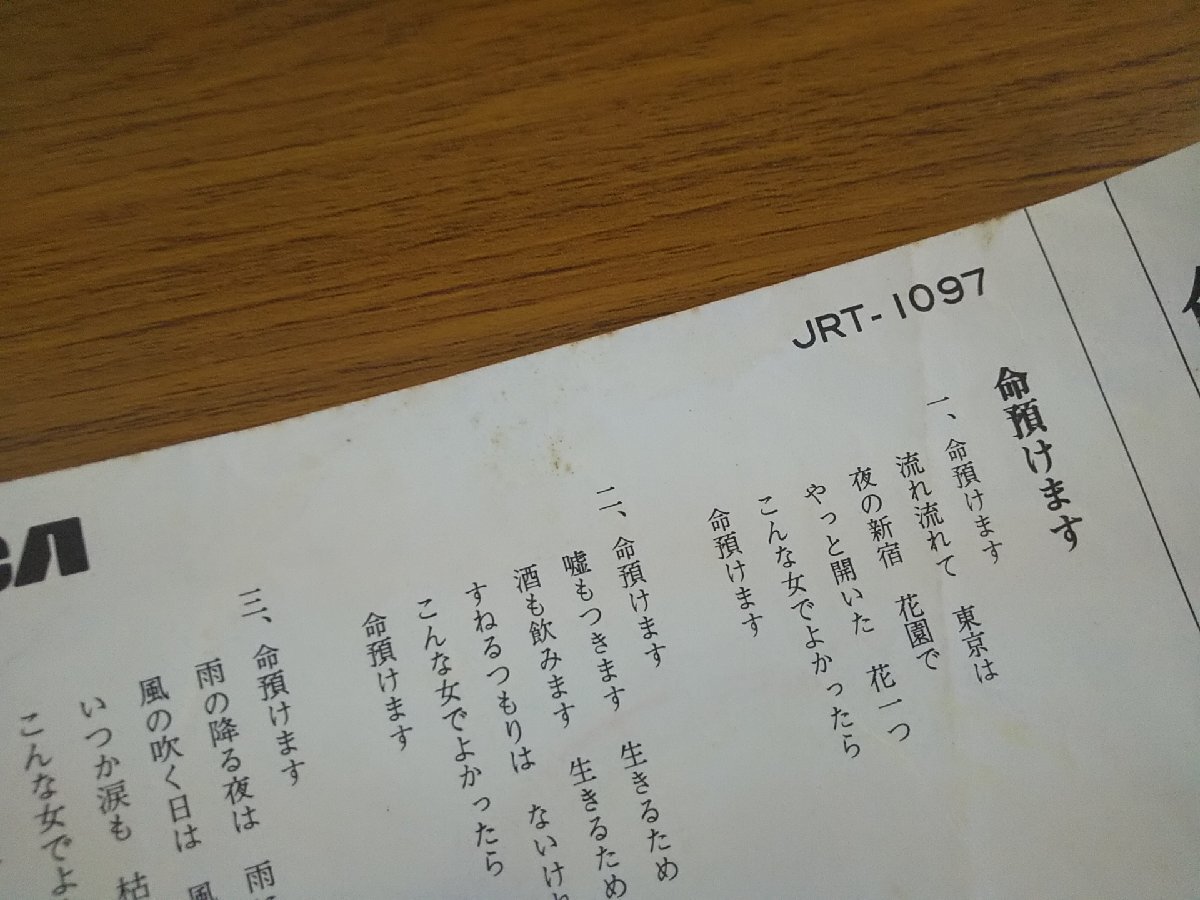 JRT-1097
命預けます
一、命預けます
流れ流れて 東京は
夜の新宿 花園で
やっと開いた 花一つ
こんな女でよかったら
命預けます
二、命預けます
嘘もつきます 生きるため
酒も飲みます 生きるため
すねるつもりは ないけれ
こんな女でよかったら
命預けます
三、命預けます
雨の降る夜は 雨
風の吹く日は 風
いつか涙も 枯
こんな女でよ